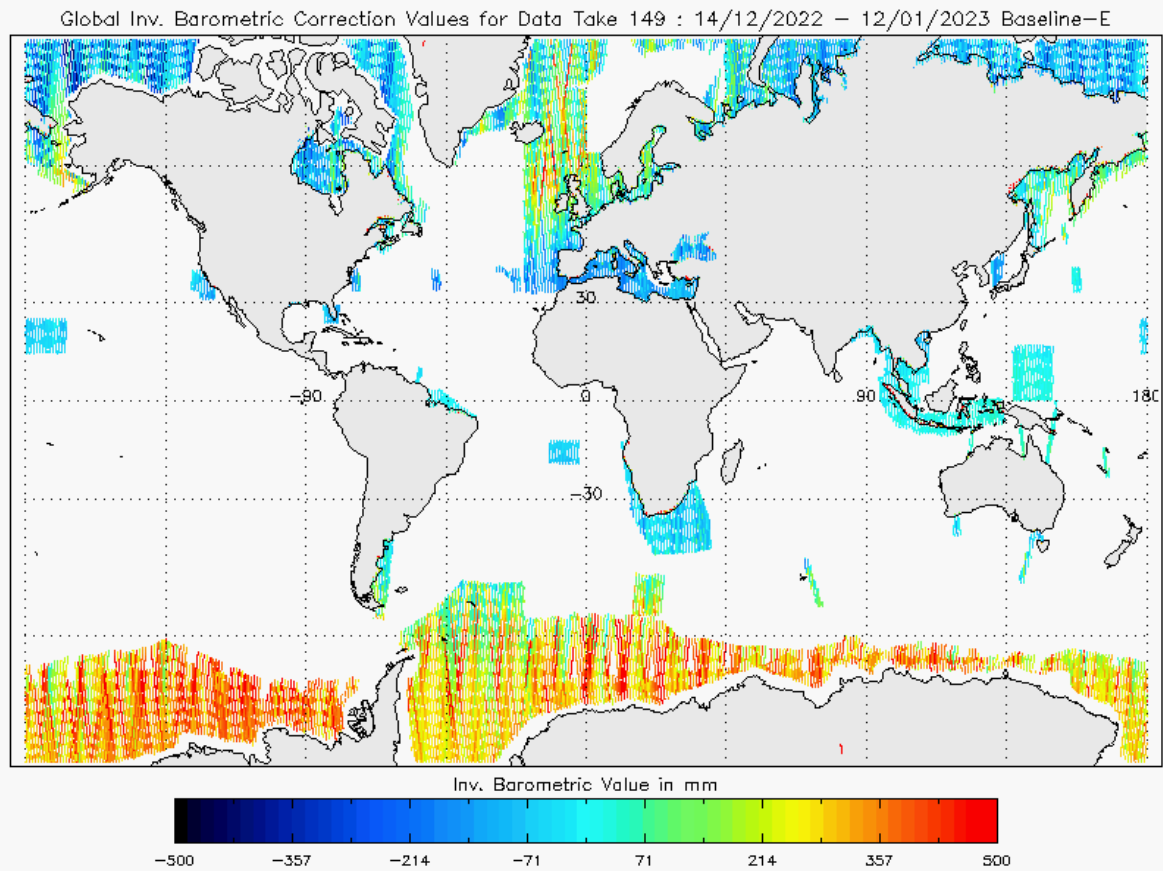 Global Inv. Barometric Correction Values for Data Take 149 : 14/12/2022 – 12/01/2023 Baseline–E
30
–90 0 90 180
–30
Inv. Barometric Value in mm
–500 –357 –214 –71 71 214 357 500